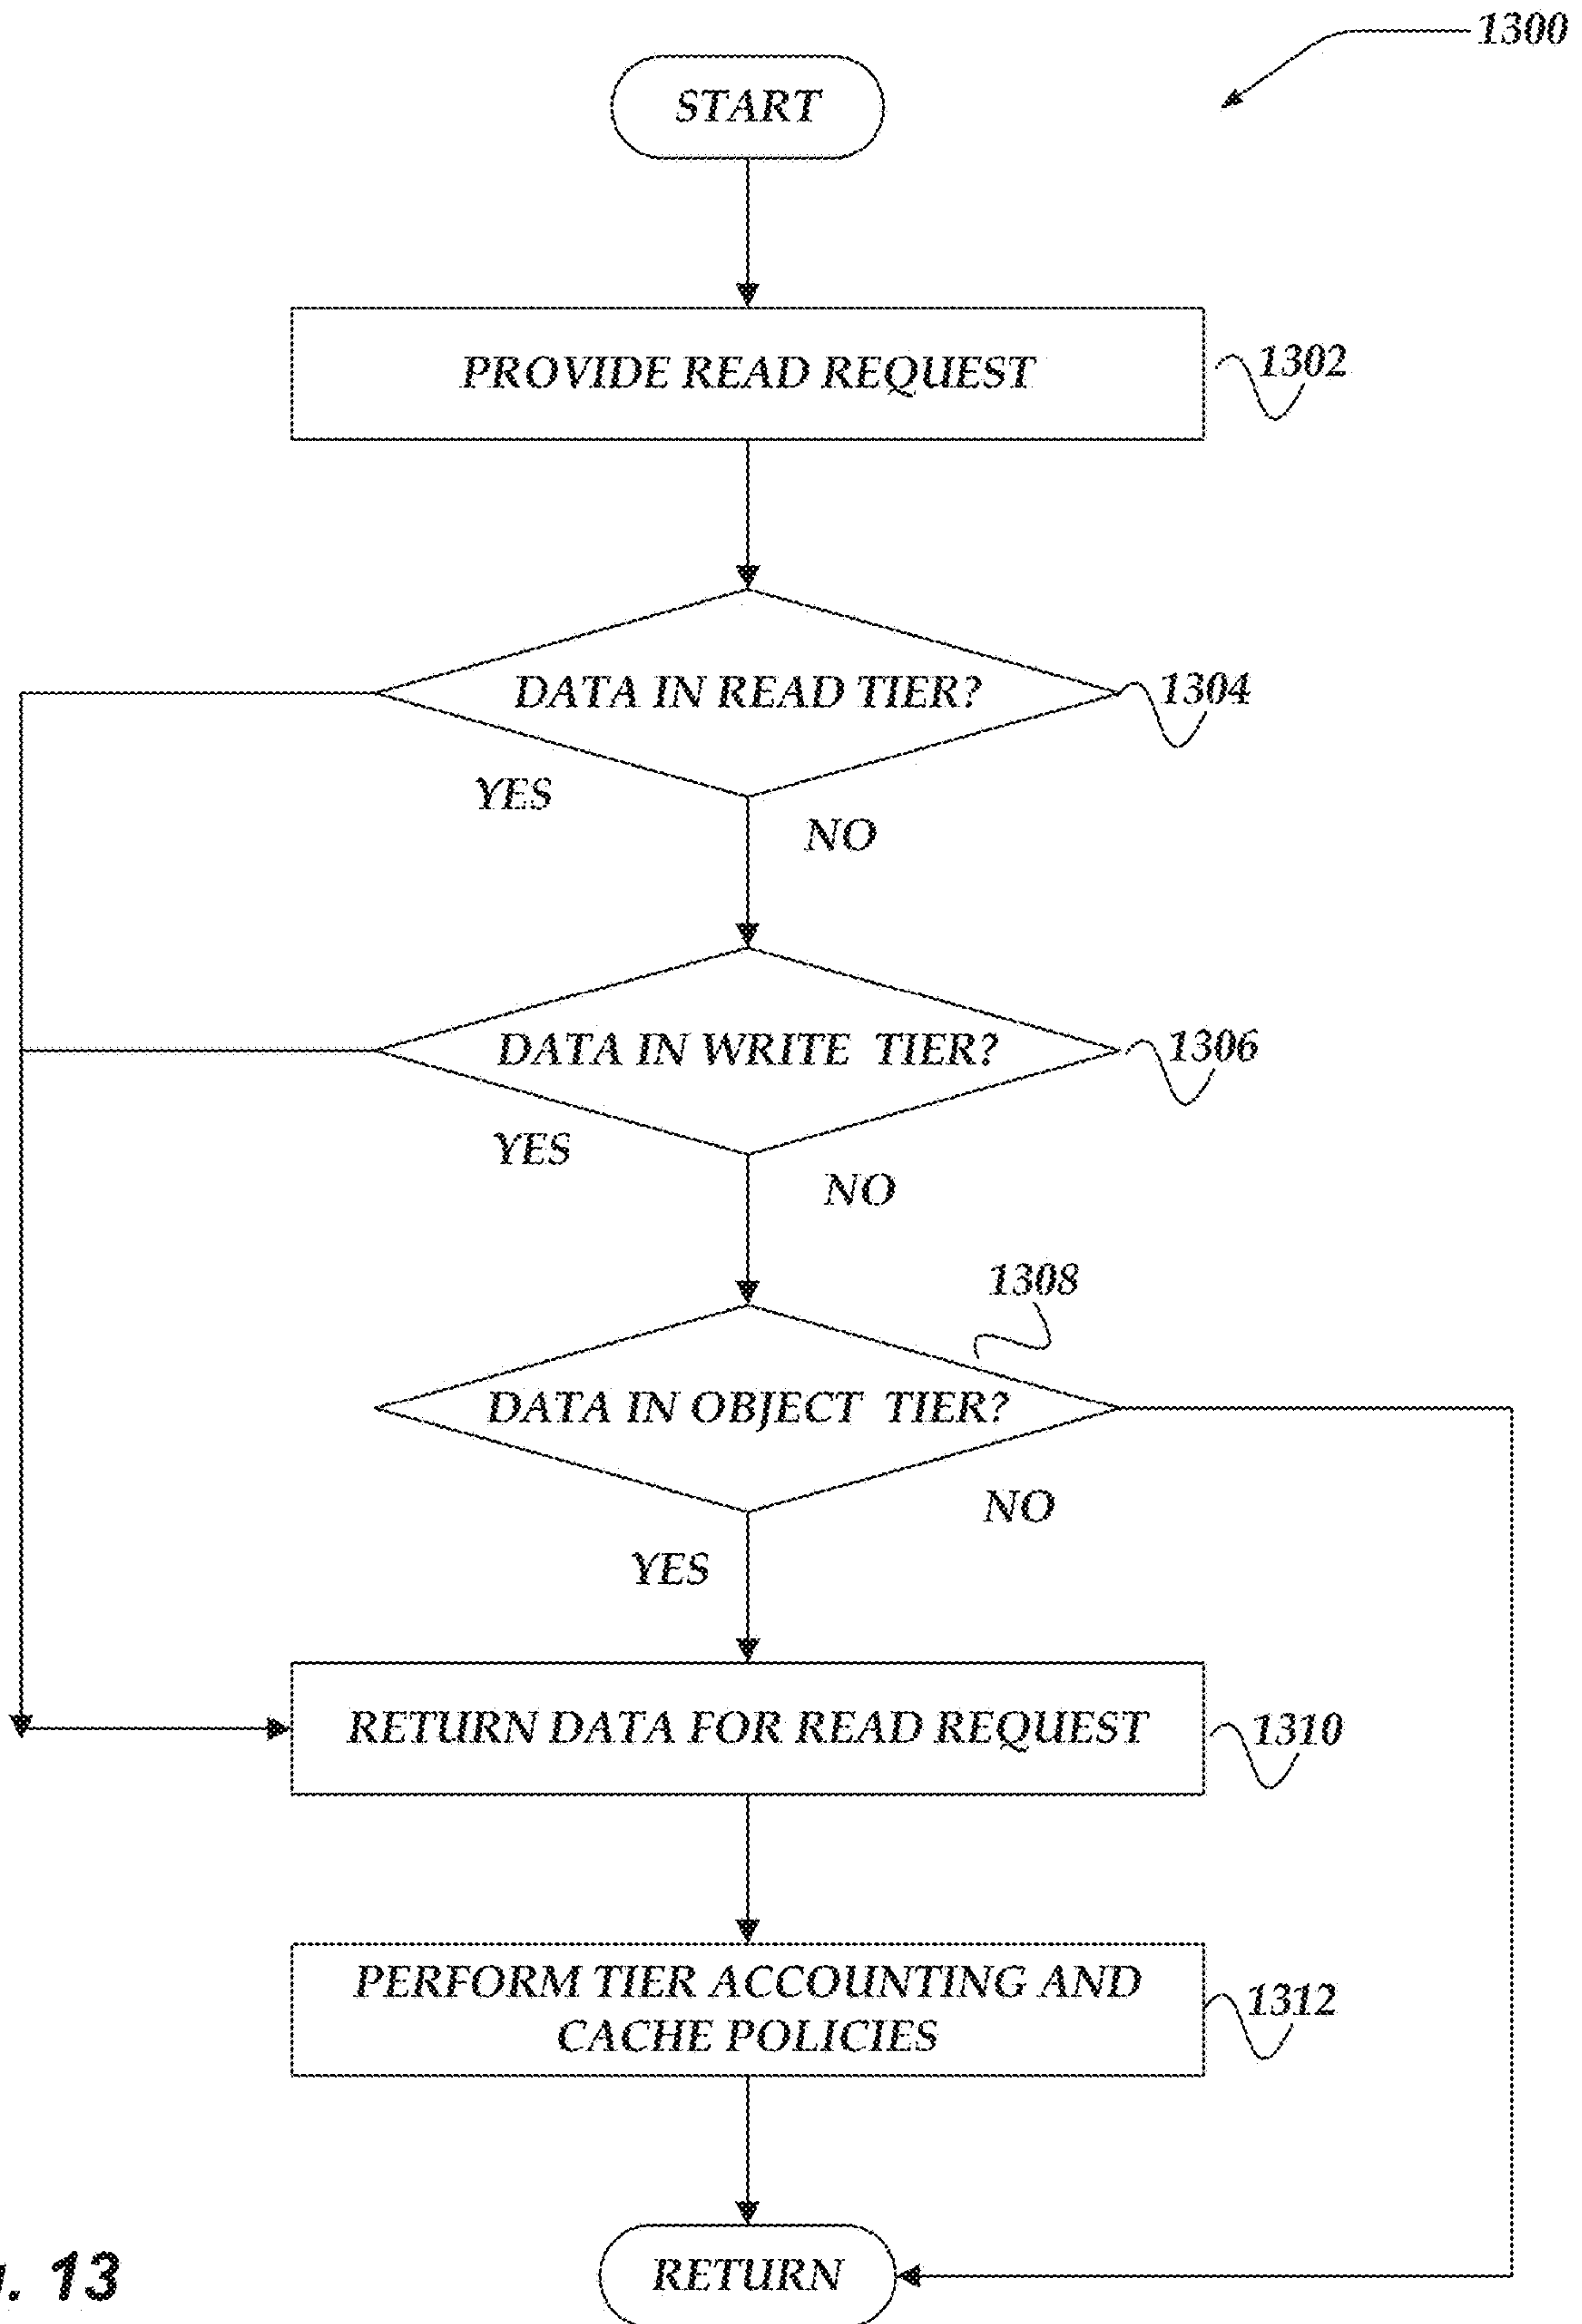 1300
START
PROVIDE READ REQUEST
1302
DATA IN READ TIER?
1304
YES
NO
DATA IN WRITE TIER?
1306
YES
NO
1308
DATA IN OBJECT TIER?
NO
YES
RETURN DATA FOR READ REQUEST
1310
PERFORM TIER ACCOUNTING AND
CACHE POLICIES
1312
RETURN
. 13